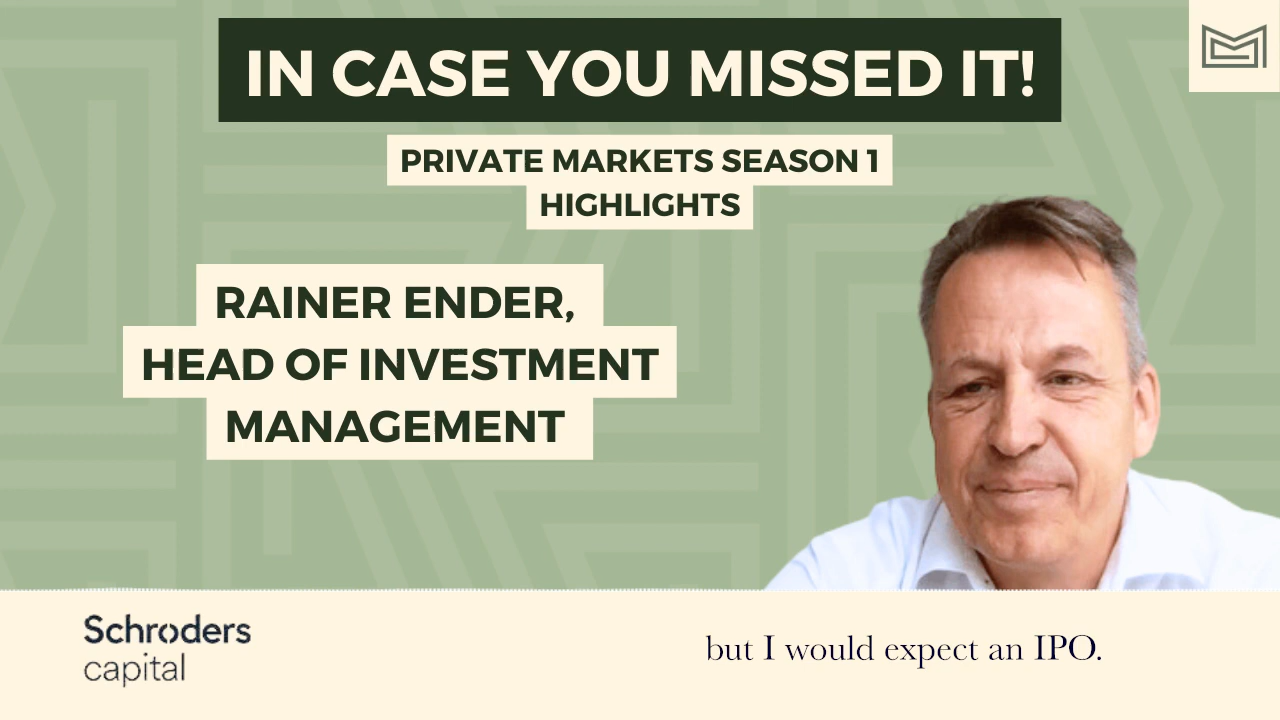 IN CASE YOU MISSED IT!
PRIVATE MARKETS SEASON 1
HIGHLIGHTS
RAINER ENDER,
HEAD OF INVESTMENT
MANAGEMENT
Schroders
capital
but I would expect an IPO.